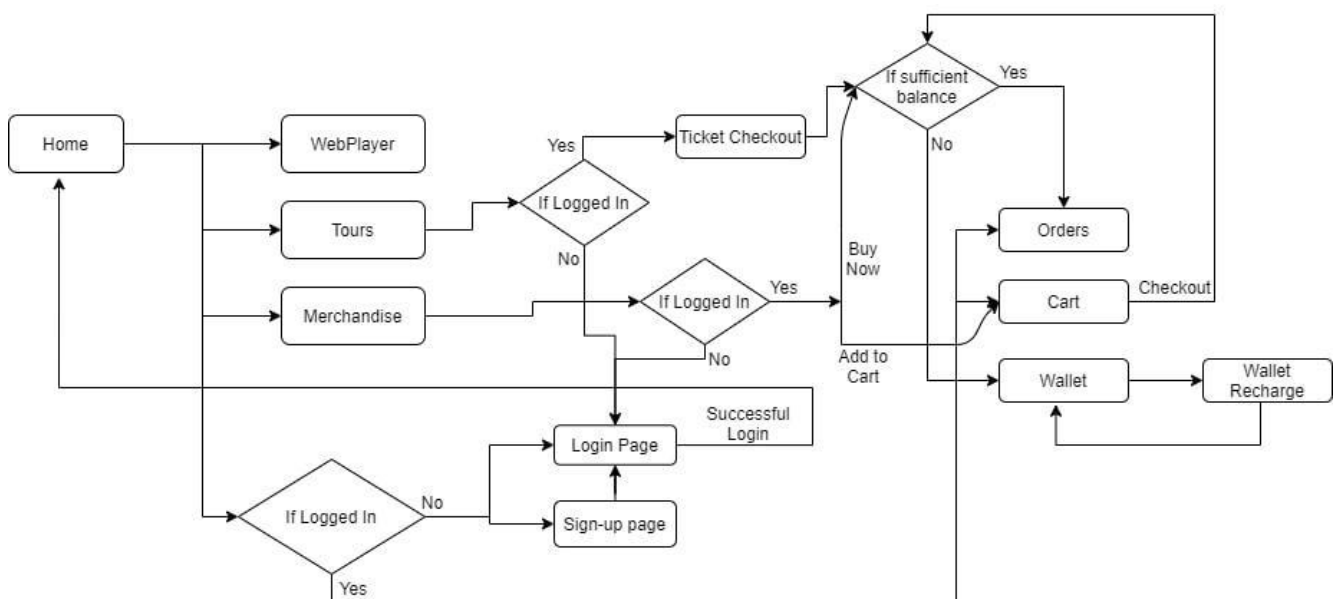 If sufficient
balance
Yes
Home
WebPlayer
Yes
Ticket Checkout
No
If Logged In
Tours
Orders
No
Buy
Now
If Logged In
Yes
Cart
Checkout
Merchandise
No
Add to
Cart
Wallet
Wallet
Recharge
Successful
Login
Login Page
If Logged In
No
Sign-up page
Yes